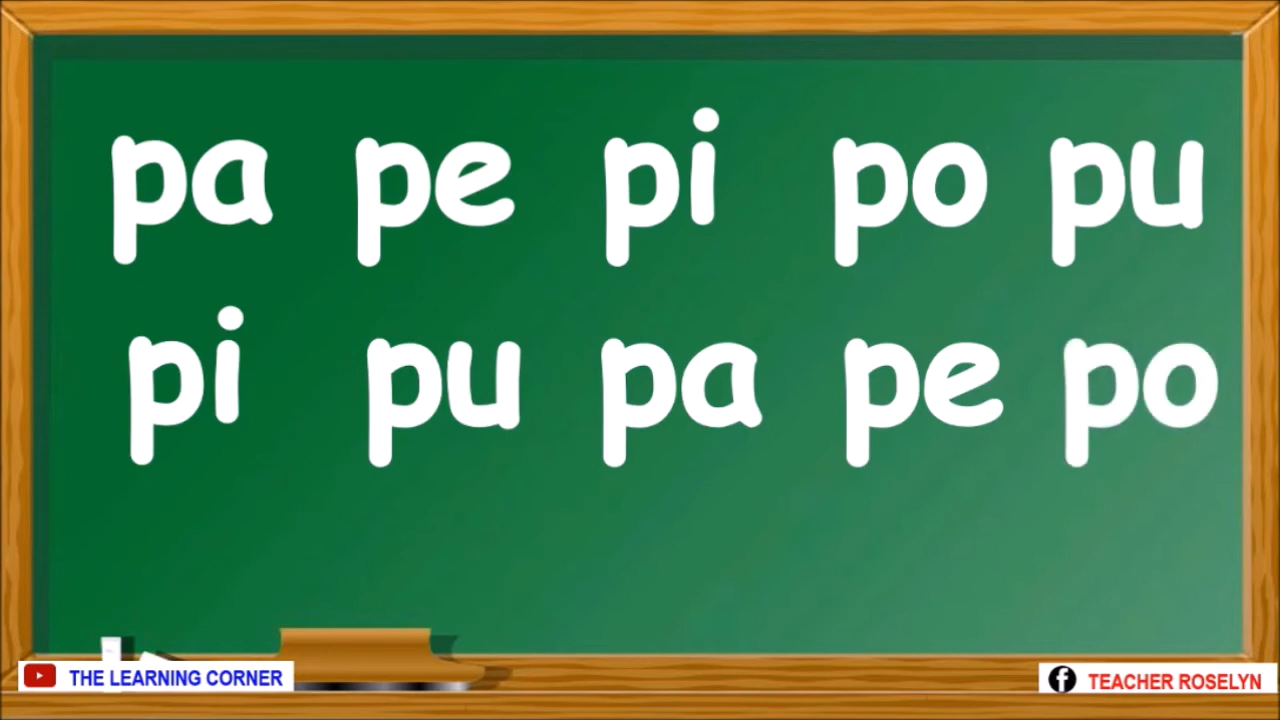 pa pe pi po pu
pi pu pa pe po
THE LEARNING CORNER
TEACHER ROSELYN